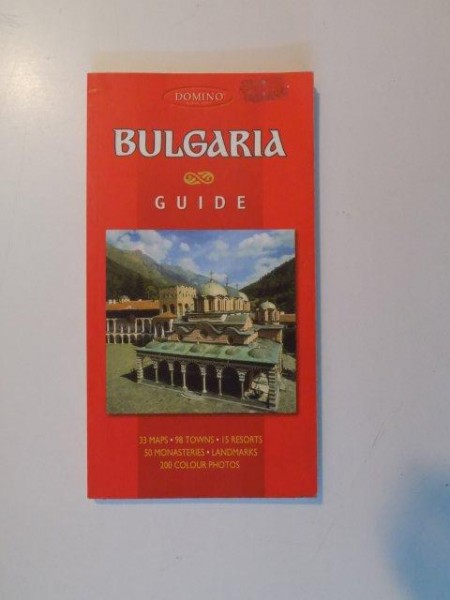 DOMINO
BULGARIA
GUIDE
33 MAPS • 98 TOWNS • 15 RESORTS
50 MONASTERIES • LANDMARKS
200 COLOUR PHOTOS